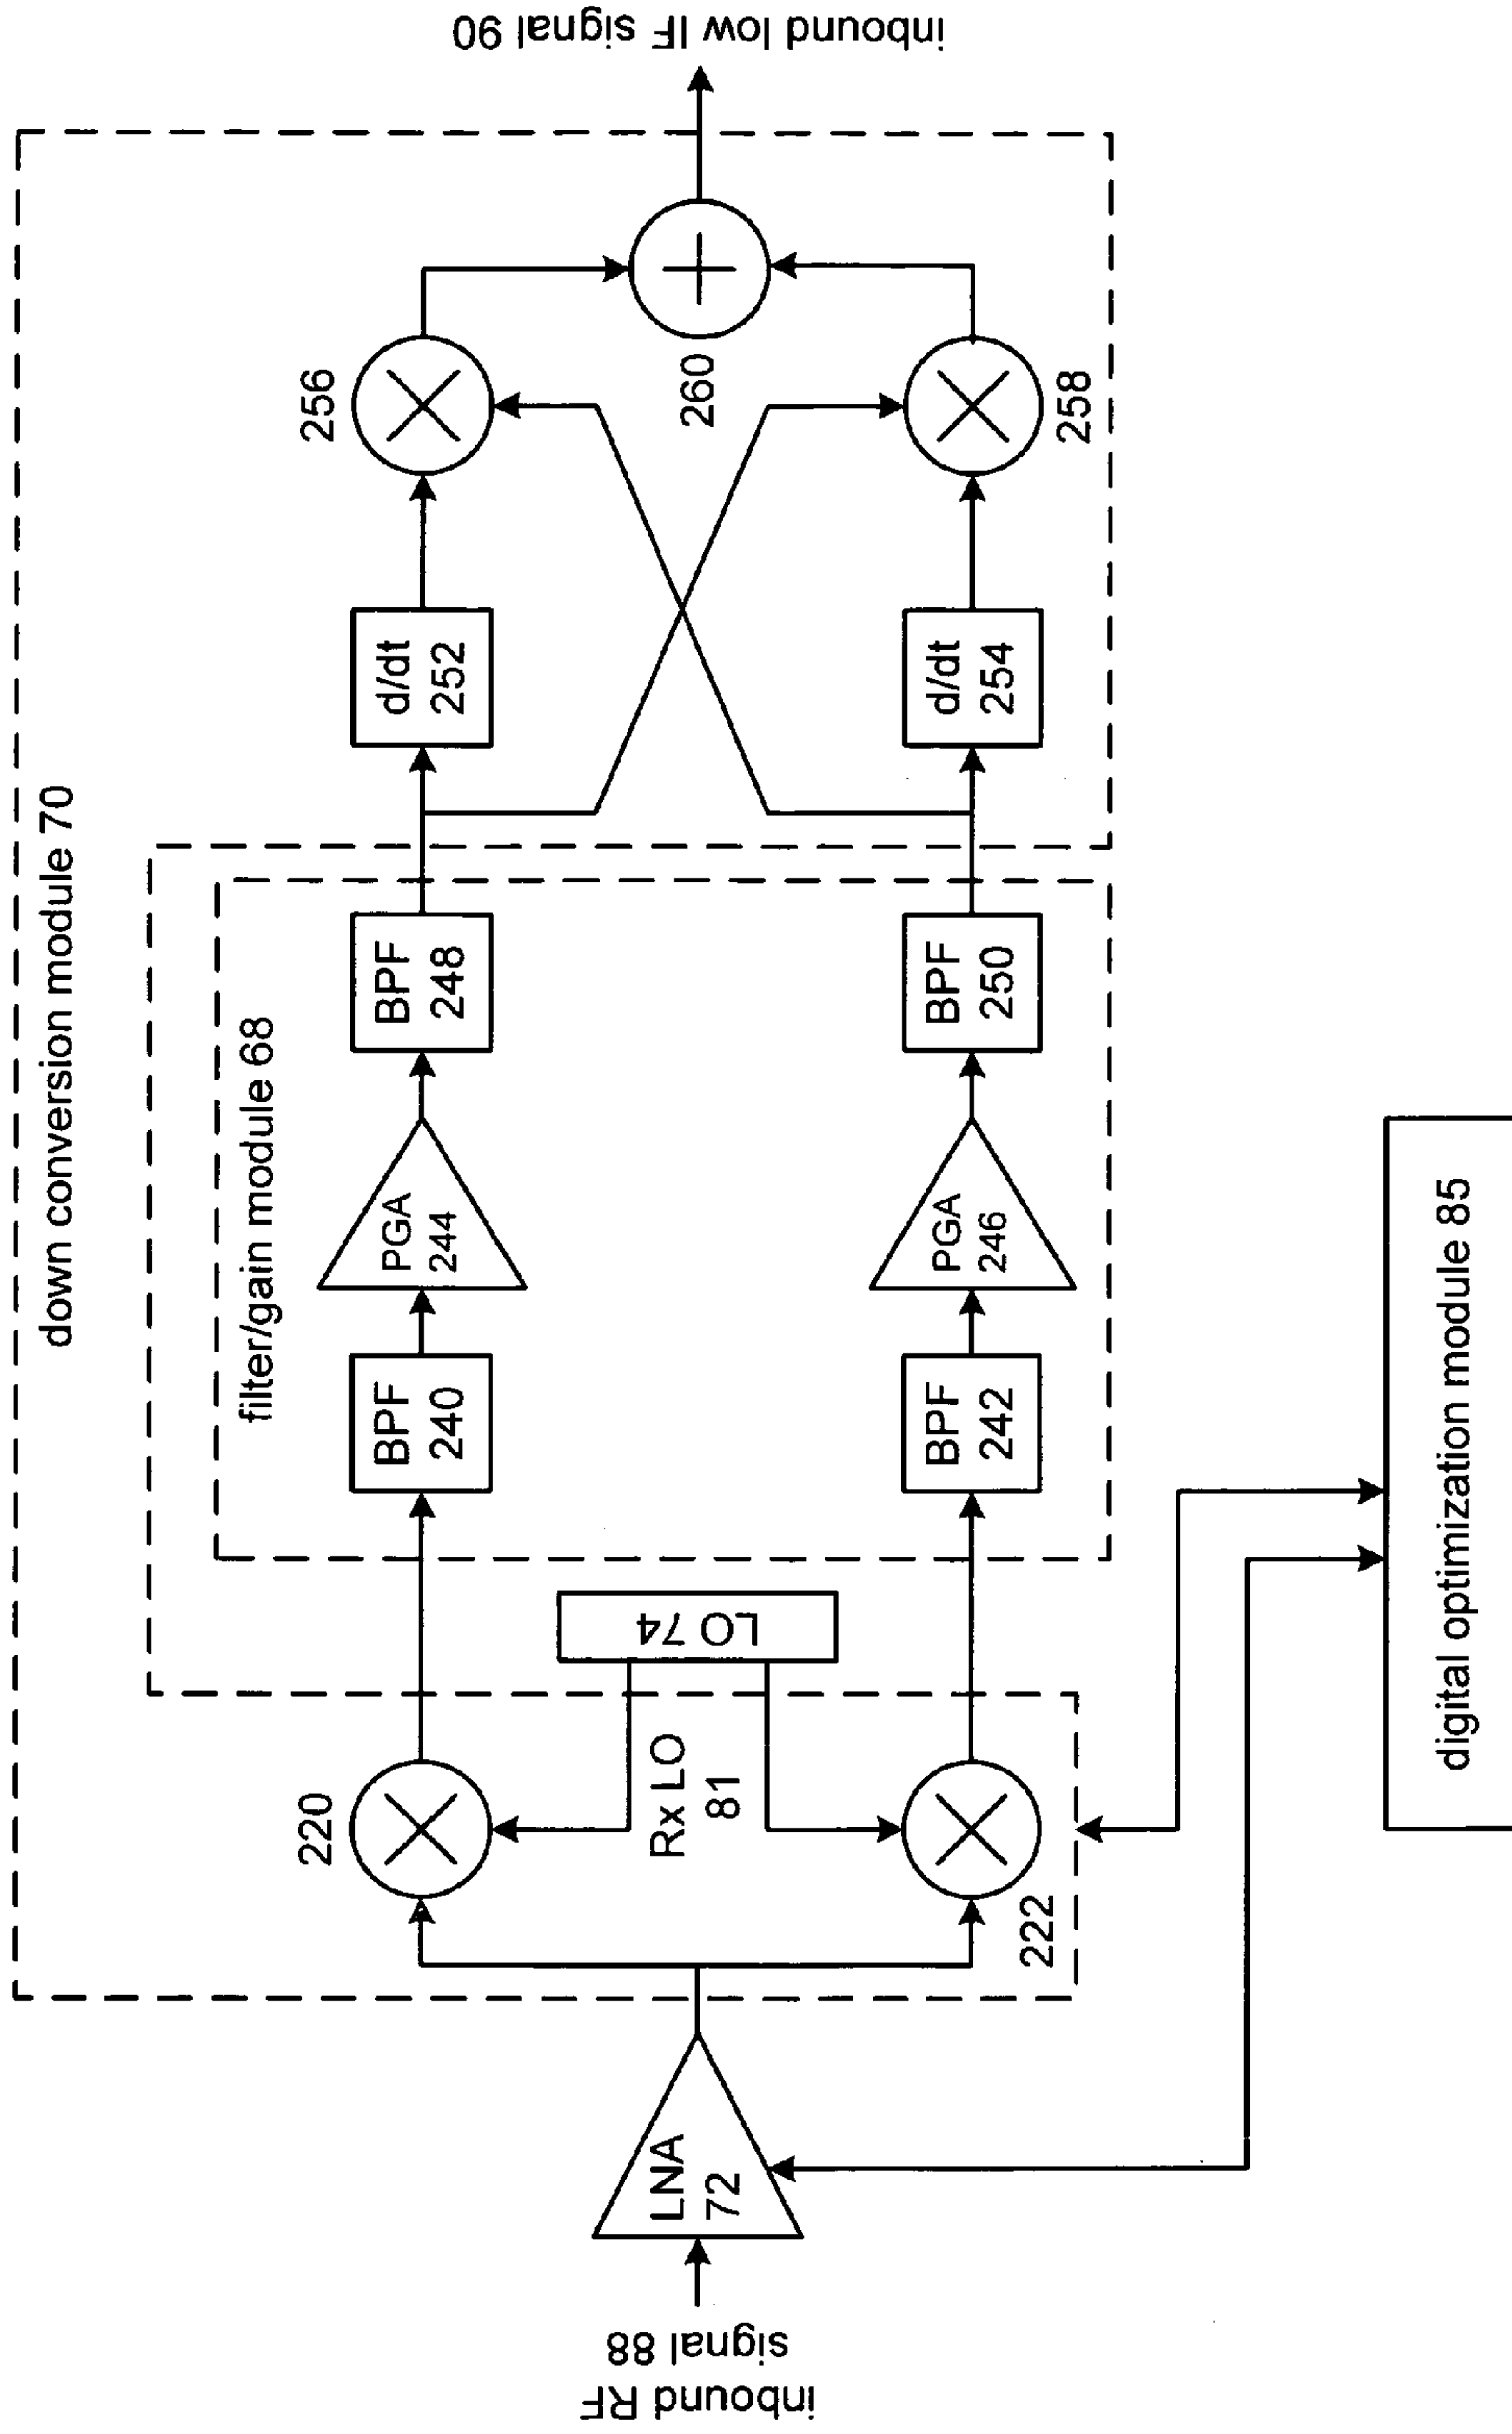 down conversion module 70
filter/gain module 68
inbound RF
signal 88
LNA
72
220
222
Rx LO
81
LO 74
BPF
240
PGA
244
BPF
248
d/dt
252
256
BPF
242
PGA
246
BPF
250
d/dt
254
258
260
inbound low IF signal 90
digital optimization module 85